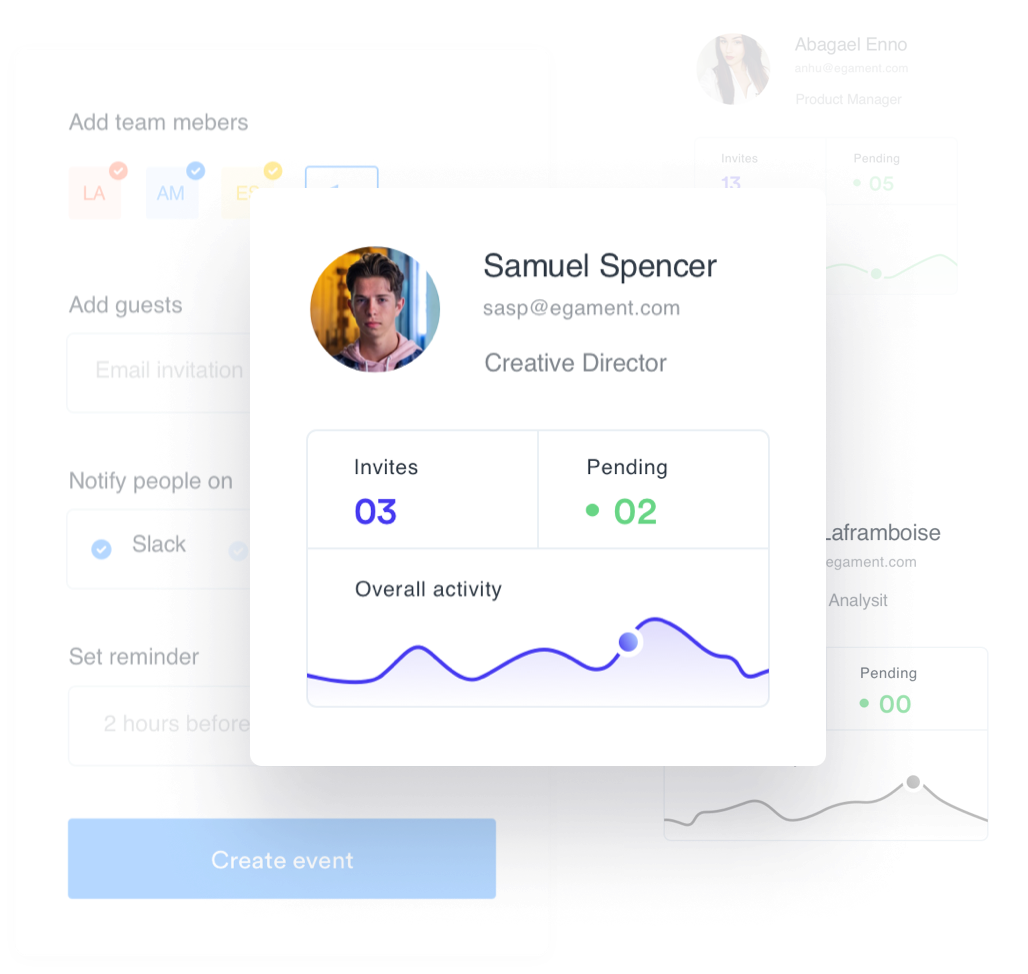 Add team mebers
LA
AM
Add guests
Email invitation
Notify people on
Slack
Set reminder
2 hours before
Create event
Abagael Enno
enhu@egament.com
Product Manager
Invites
13
Pending
05
Samuel Spencer
sasp@egament.com
Creative Director
Invites
03
Pending
02
Overall activity
Laframboise
egament.com
Analysit
Pending
00